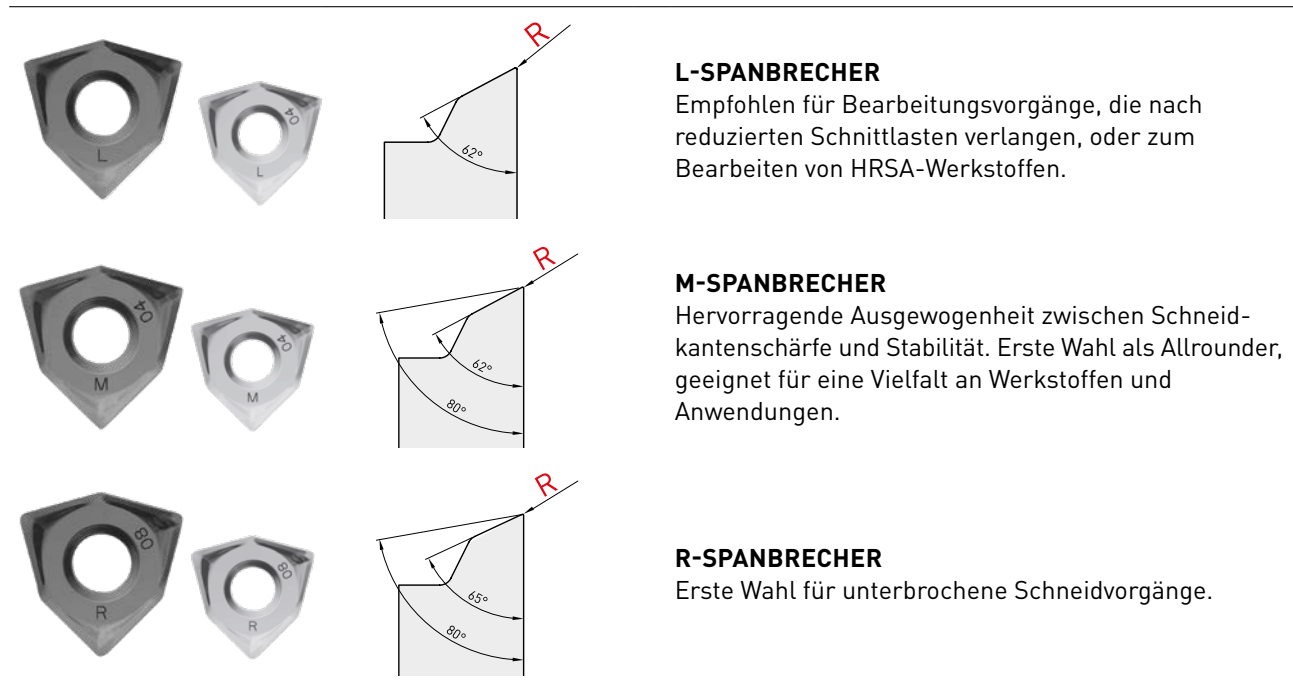 L
04
L
R
62°
L-SPANBRECHER
Empfohlen für Bearbeitungsvorgänge, die nach
reduzierten Schnittlasten verlangen, oder zum
Bearbeiten von HRSA-Werkstoffen.
04
M
04
M
R
62°
80°
M-SPANBRECHER
Hervorragende Ausgewogenheit zwischen Schneid-
kantenschärfe und Stabilität. Erste Wahl als Allrounder,
geeignet für eine Vielfalt an Werkstoffen und
Anwendungen.
08
R
08
R
R
65°
80°
R-SPANBRECHER
Erste Wahl für unterbrochene Schneidvorgänge.